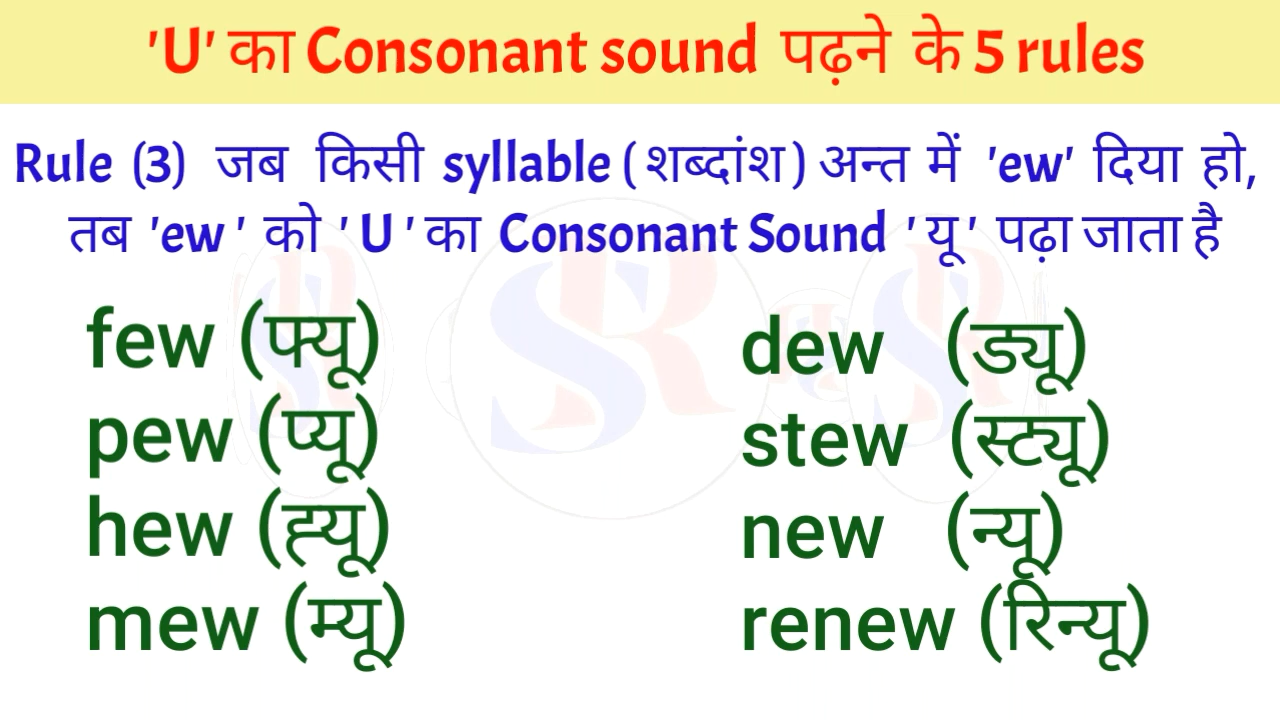 'U' का Consonant sound पढ़ने के 5 rules
Rule (3) जब किसी syllable ( शब्दांश ) अन्त में 'ew' दिया हो,
तब 'ew ' को ' U ' का Consonant Sound ' यू ' पढ़ा जाता है
few (फ्यू)
pew (प्यू)
hew (ह्यू)
mew (म्यू)
dew (ड्यू)
stew (स्ट्यू)
new (न्यू)
renew (रिन्यू)
SR